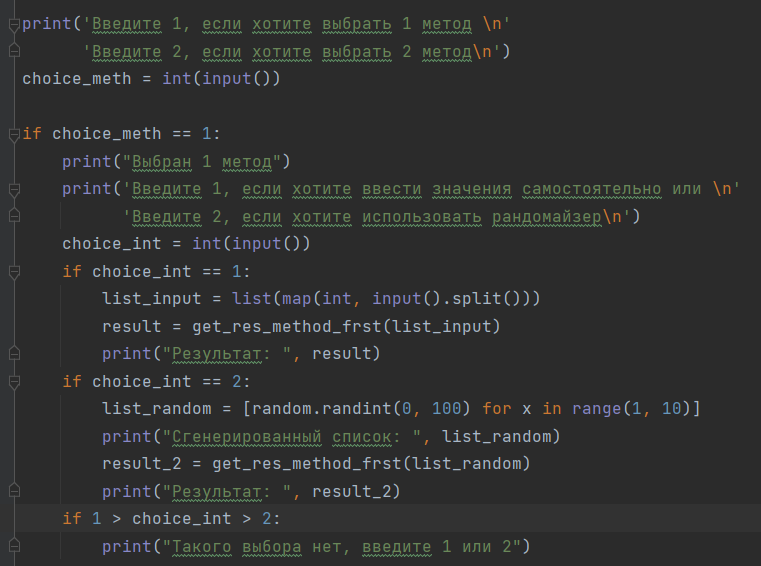 print('Введите 1, если хотите выбрать 1 метод \n'
      'Введите 2, если хотите выбрать 2 метод\n')
choice_meth = int(input())

if choice_meth == 1:
    print("Выбран 1 метод")
    print('Введите 1, если хотите ввести значения самостоятельно или \n'
          'Введите 2, если хотите использовать рандомайзер\n')
    choice_int = int(input())
    if choice_int == 1:
        list_input = list(map(int, input().split()))
        result = get_res_method_frst(list_input)
        print("Результат: ", result)
    if choice_int == 2:
        list_random = [random.randint(0, 100) for x in range(1, 10)]
        print("Сгенерированный список: ", list_random)
        result_2 = get_res_method_frst(list_random)
        print("Результат: ", result_2)
    if 1 > choice_int > 2:
        print("Такого выбора нет, введите 1 или 2")